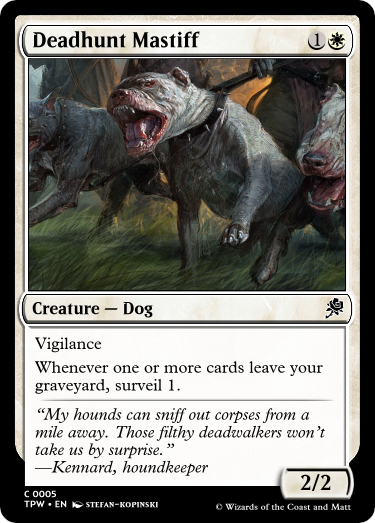 Deadhunt Mastiff 1
Creature — Dog
Vigilance
Whenever one or more cards leave your
graveyard, surveil 1.
“My hounds can sniff out corpses from a
mile away. Those filthy deadwalkers won’t
take us by surprise.”
—Kennard, houndkeeper
2/2
C 0005
TPW • EN STEFAN-KOPINSKI
© Wizards of the Coast and Matt